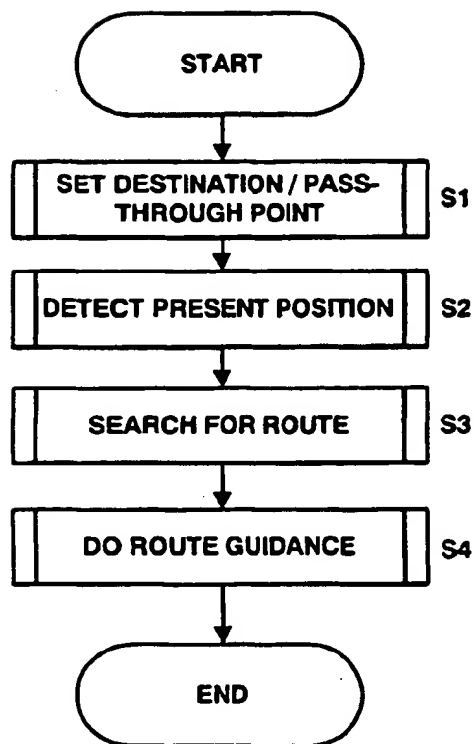 START
SET DESTINATION / PASS-
THROUGH POINT
S1
DETECT PRESENT POSITION
S2
SEARCH FOR ROUTE
S3
DO ROUTE GUIDANCE
S4
END